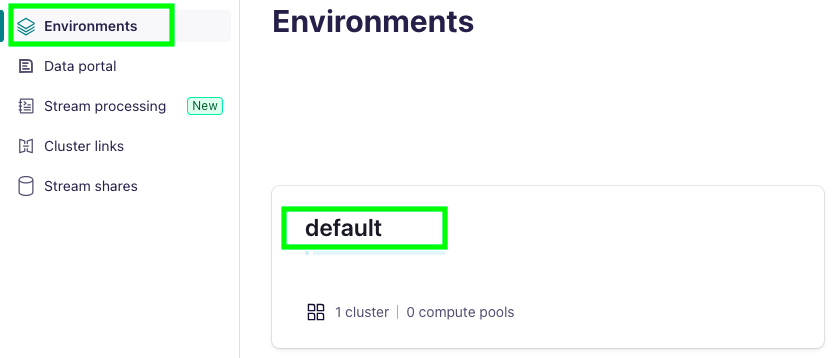 Environments
Data portal
Stream processing New
Cluster links
Stream shares
Environments
default
1 cluster | 0 compute pools